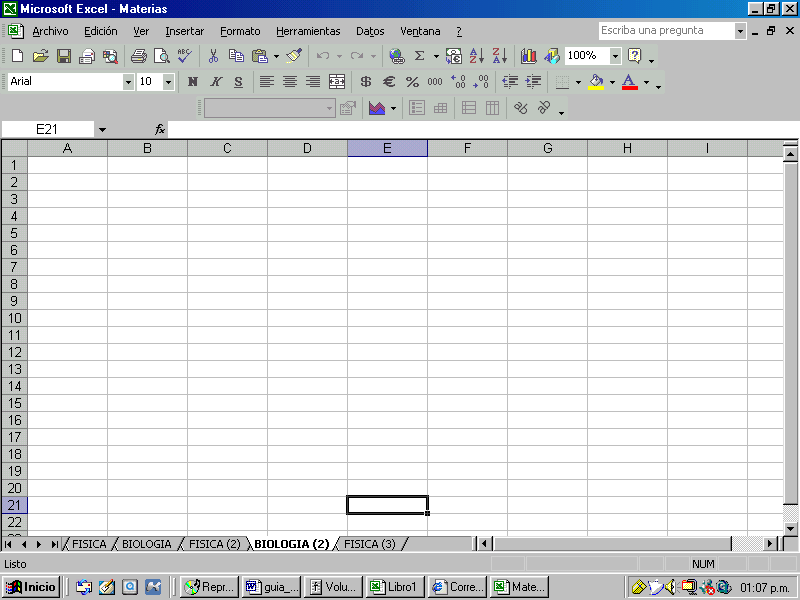 Microsoft Excel - Materias
Archivo Edición Ver Insertar Formato Herramientas Datos Ventana ? Escriba una pregunta
Σ A Z Z A 100% ?
Arial 10 N K S $ € % 000 A
E21 fx
A B C D E F G H I
1
2
3
4
5
6
7
8
9
10
11
12
13
14
15
16
17
18
19
20
21
22
FISICA BIOLOGIA FISICA (2) BIOLOGIA (2) FISICA (3)
Listo NUM
Inicio Repr... guia_... Volu... Libro1 Corre... Mate... 01:07 p.m.